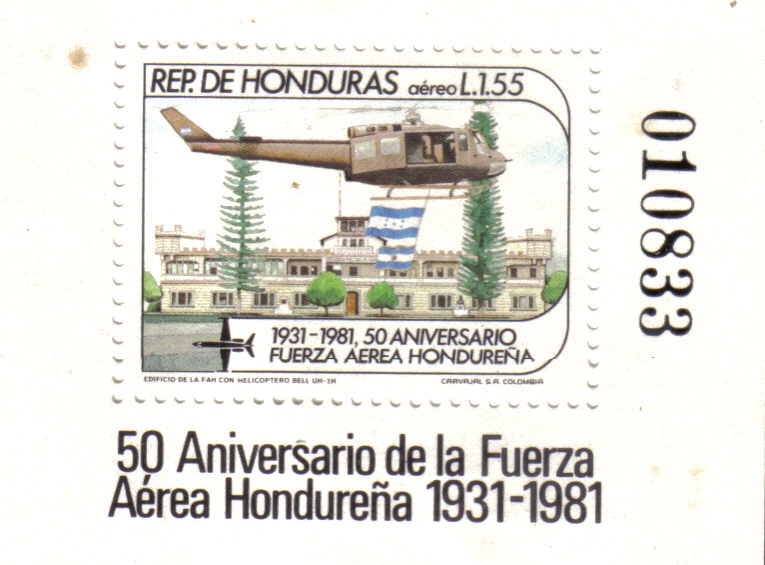 REP. DE HONDURAS aéreo L.1.55
1931-1981, 50 ANIVERSARIO
FUERZA AEREA HONDUREÑA
EDIFICIO DE LA FAH CON HELICOPTERO BELL UH-1H CARVAJAL S.A. COLOMBIA
010833
50 Aniversario de la Fuerza
Aérea Hondureña 1931-1981